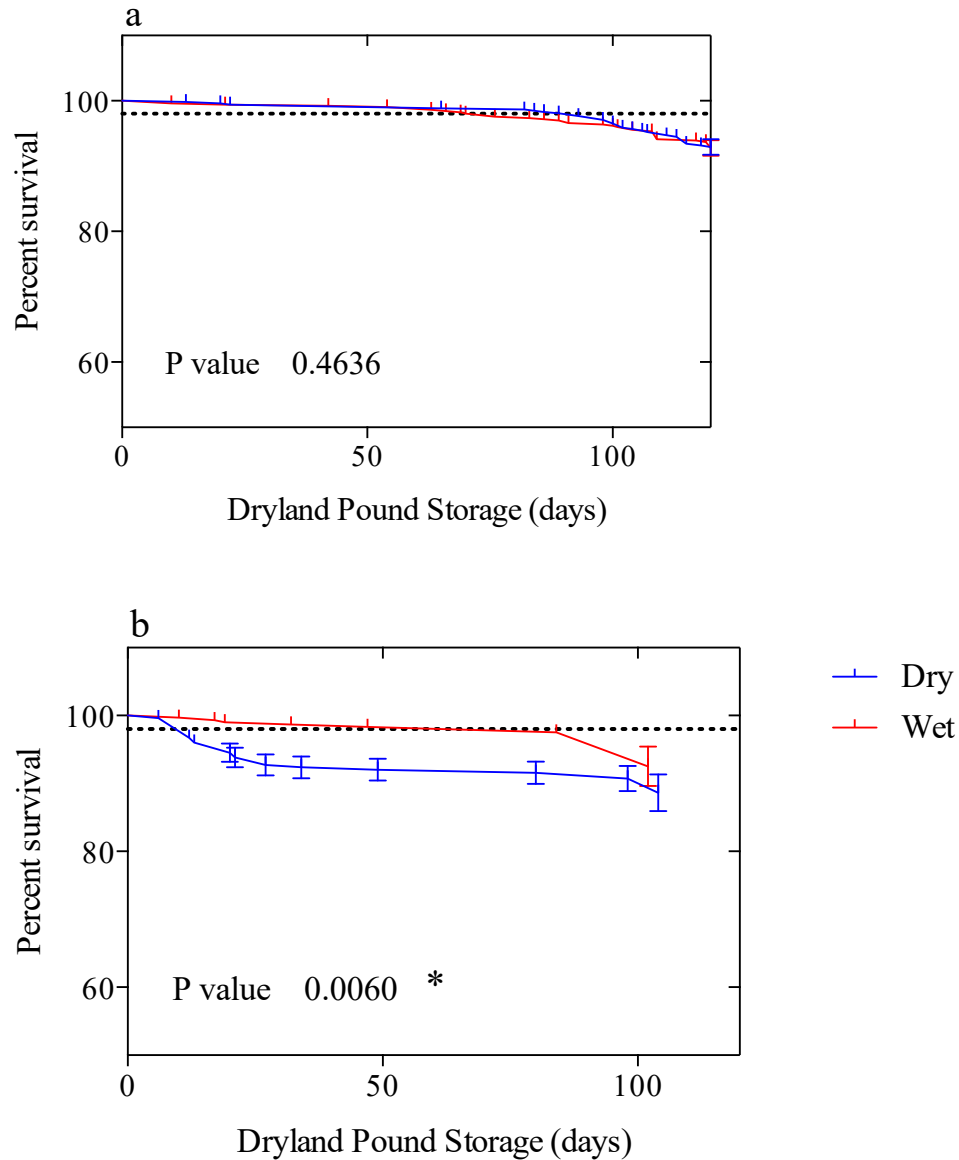 a
100
80
60
Percent survival
P value 0.4636
0 50 100
Dryland Pound Storage (days)
b
100
80
60
Percent survival
P value 0.0060 *
0 50 100
Dryland Pound Storage (days)
Dry
Wet